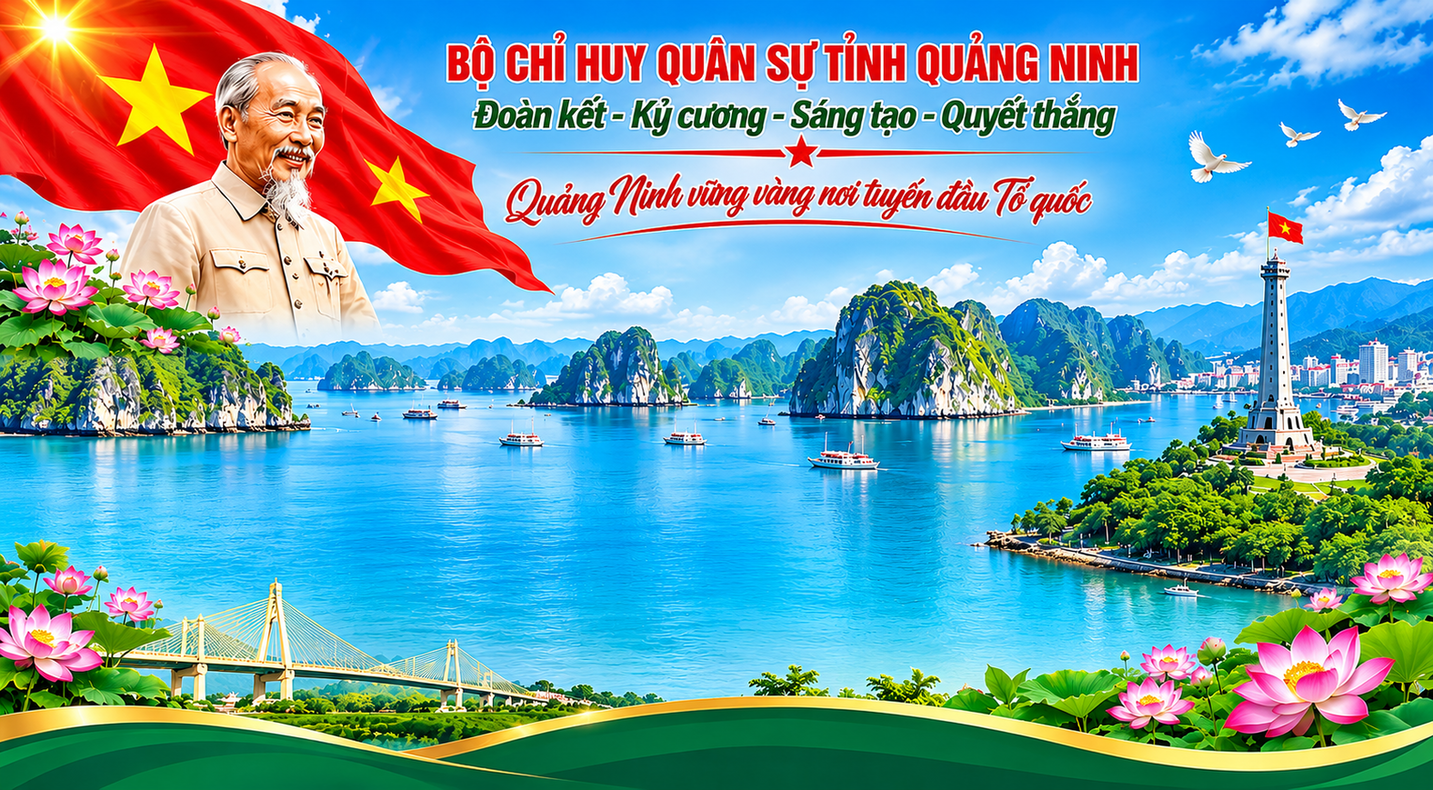 BỘ CHỈ HUY QUÂN SỰ TỈNH QUẢNG NINH
Đoàn kết - Kỷ cương - Sáng tạo - Quyết thắng
Quảng Ninh vững vàng nơi tuyến đầu Tổ quốc